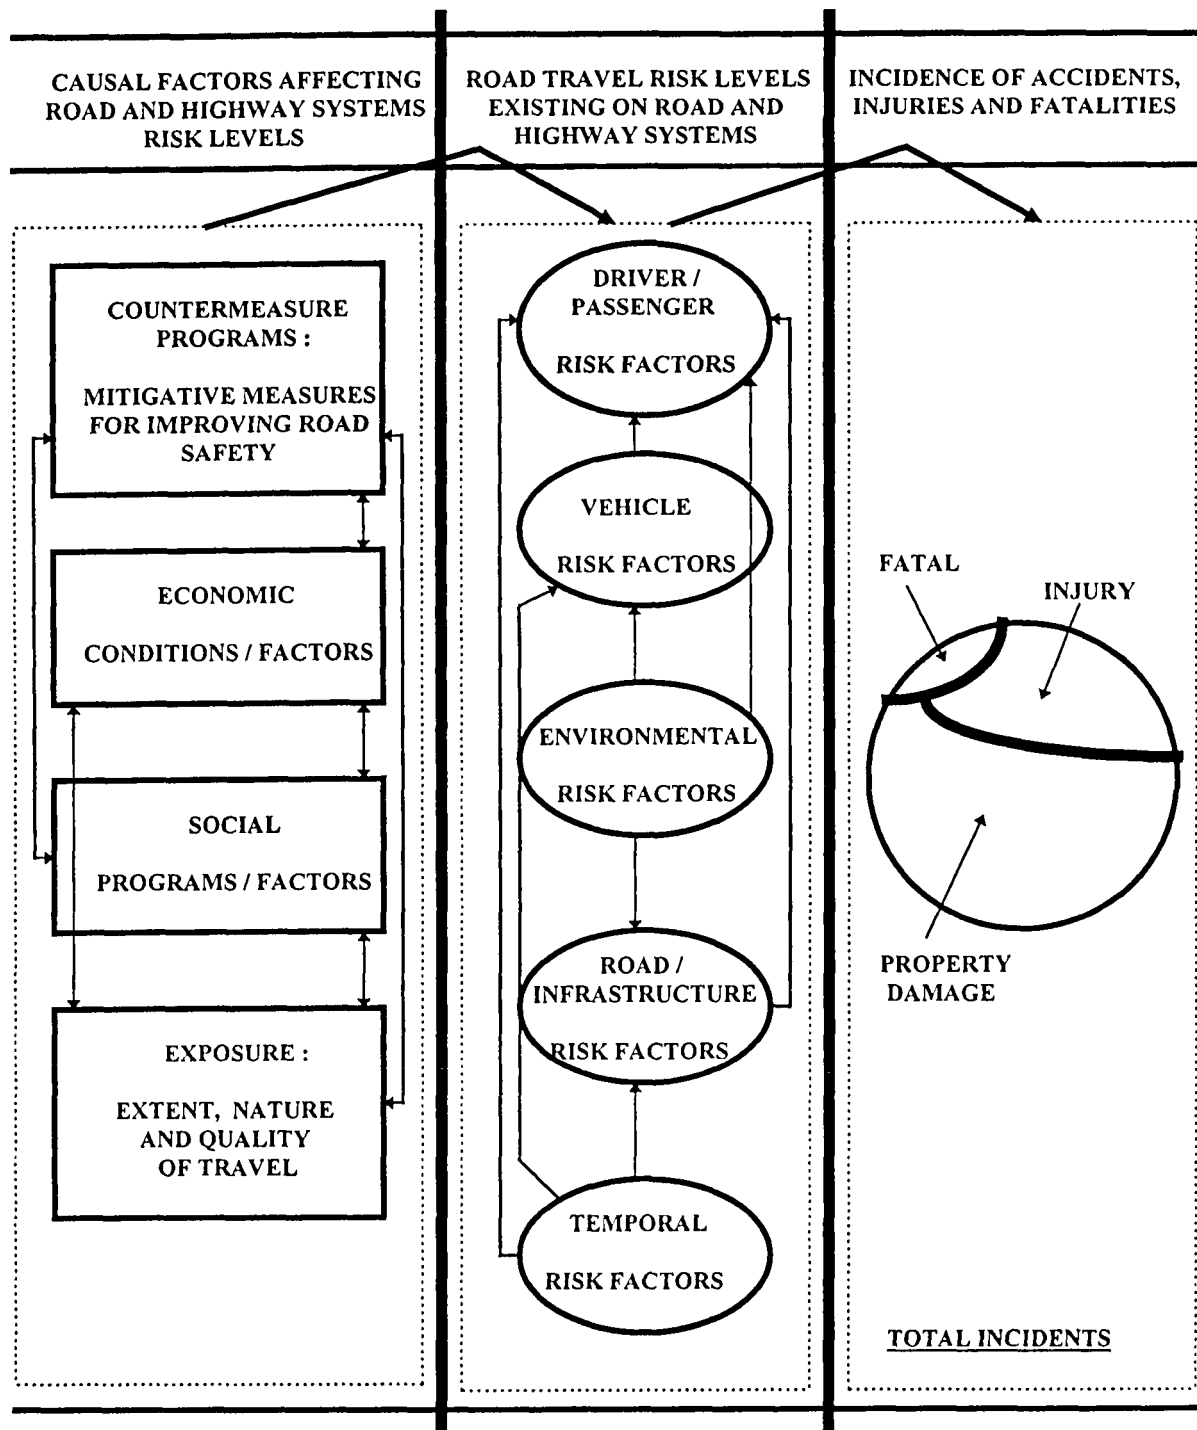 CAUSAL FACTORS AFFECTING
ROAD AND HIGHWAY SYSTEMS
RISK LEVELS
ROAD TRAVEL RISK LEVELS
EXISTING ON ROAD AND
HIGHWAY SYSTEMS
INCIDENCE OF ACCIDENTS,
INJURIES AND FATALITIES
COUNTERMEASURE
PROGRAMS :
MITIGATIVE MEASURES
FOR IMPROVING ROAD
SAFETY
ECONOMIC
CONDITIONS / FACTORS
SOCIAL
PROGRAMS / FACTORS
EXPOSURE :
EXTENT, NATURE
AND QUALITY
OF TRAVEL
DRIVER /
PASSENGER
RISK FACTORS
VEHICLE
RISK FACTORS
ENVIRONMENTAL
RISK FACTORS
ROAD /
INFRASTRUCTURE
RISK FACTORS
TEMPORAL
RISK FACTORS
FATAL
INJURY
PROPERTY
DAMAGE
TOTAL INCIDENTS